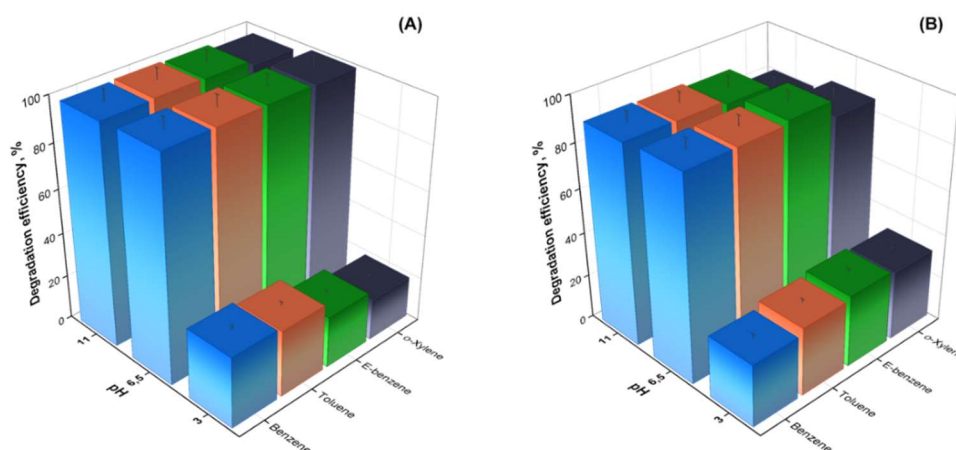 (A)
Degradation efficiency, %
100
80
60
40
20
0
11
6.5
3
pH
Benzene
Toluene
E-benzene
o-Xylene
(B)
Degradation efficiency, %
100
80
60
40
20
0
11
6.5
3
pH
Benzene
Toluene
E-benzene
o-Xylene